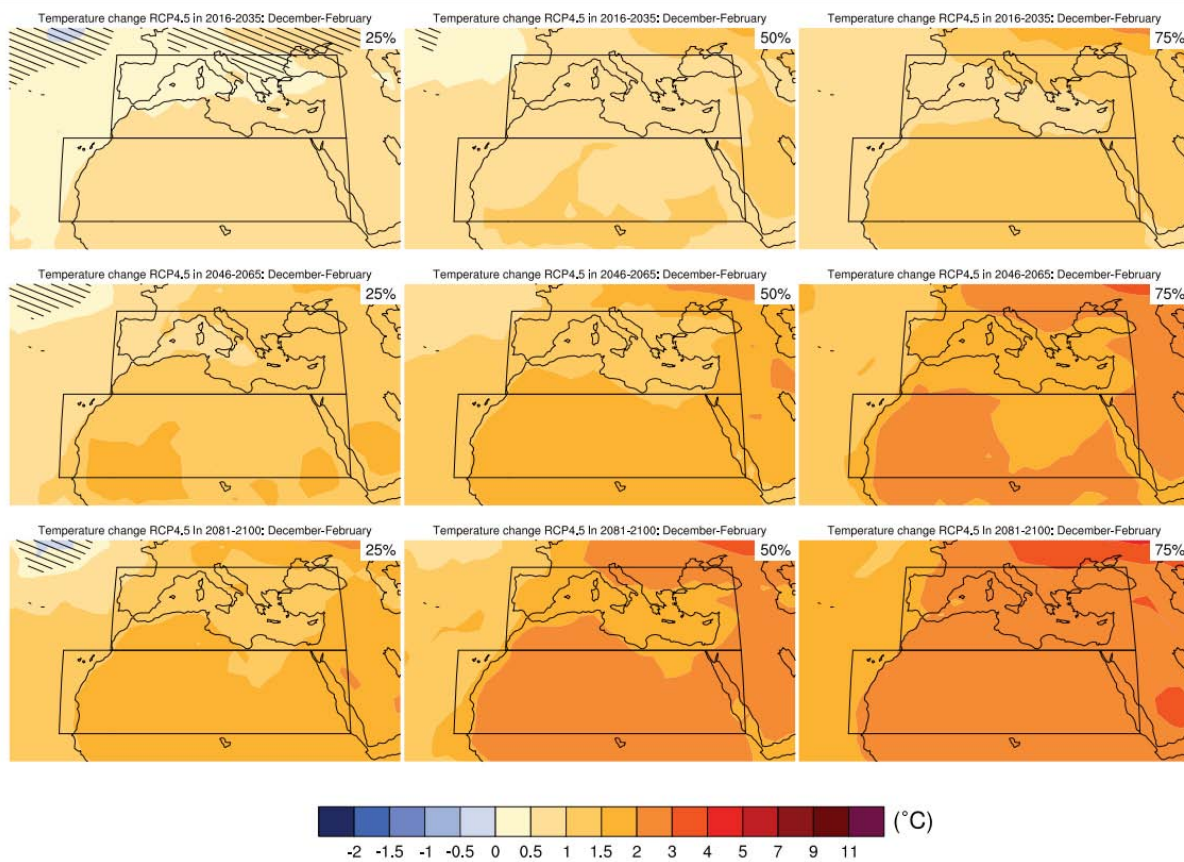 Temperature change RCP4.5 in 2016-2035: December-February
25%
Temperature change RCP4.5 in 2016-2035: December-February
50%
Temperature change RCP4.5 in 2016-2035: December-February
75%
Temperature change RCP4.5 in 2046-2065: December-February
25%
Temperature change RCP4.5 in 2046-2065: December-February
50%
Temperature change RCP4.5 in 2046-2065: December-February
75%
Temperature change RCP4.5 in 2081-2100: December-February
25%
Temperature change RCP4.5 in 2081-2100: December-February
50%
Temperature change RCP4.5 in 2081-2100: December-February
75%
(°C)
-2 -1.5 -1 -0.5 0 0.5 1 1.5 2 3 4 5 7 9 11